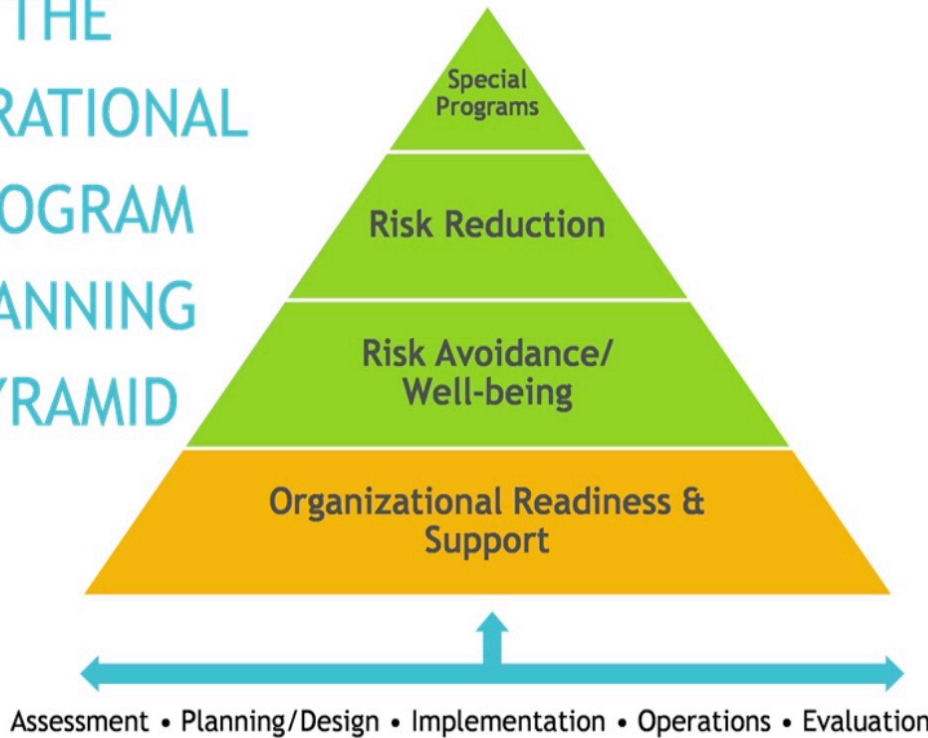 THE
RATIONAL
OGRAM
ANNING
YRAMID
Special
Programs
Risk Reduction
Risk Avoidance/
Well-being
Organizational Readiness &
Support
Assessment • Planning/Design • Implementation • Operations • Evaluation